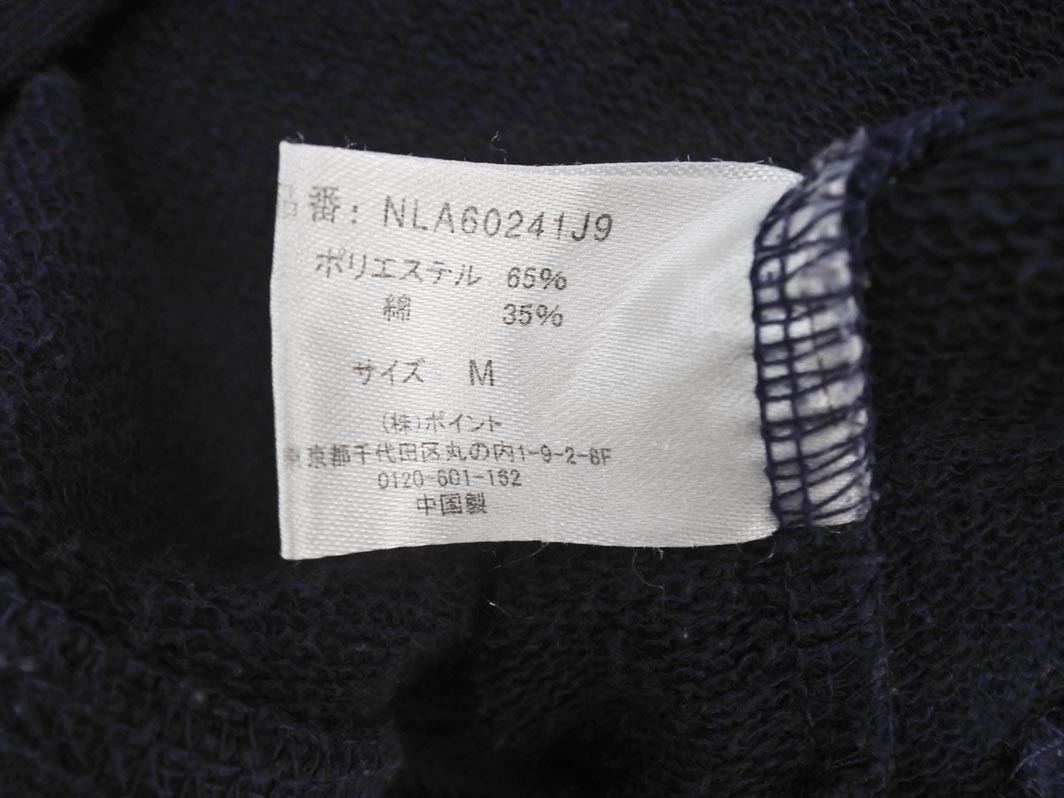 品番: NLA60241J9
ポリエステル 65%
綿 35%
サイズ M
(株)ポイント
東京都千代田区丸の内1-9-2-6F
0120-601-162
中国製